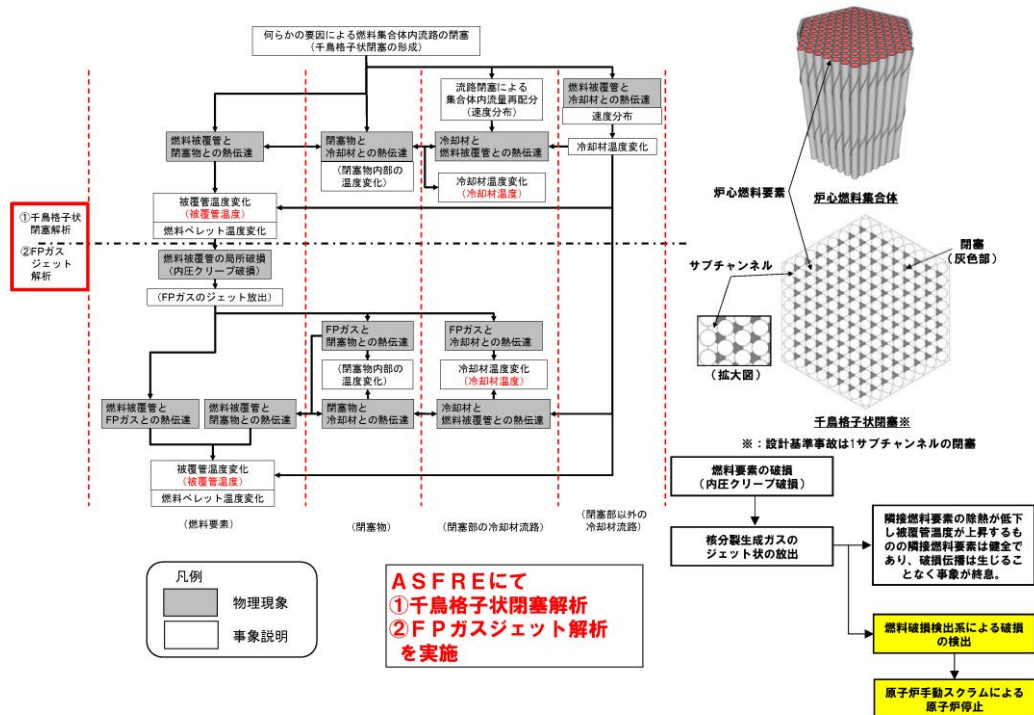 何らかの要因による燃料集合体内流路の閉塞
（千鳥格子状閉塞の形成）
流路閉塞による
集合体内流量再配分
（速度分布）
燃料被覆管と
冷却材との熱伝達
速度分布
燃料被覆管と
閉塞物との熱伝達
閉塞物と
冷却材との熱伝達
（閉塞物内部の
温度変化）
冷却材と
燃料被覆管との熱伝達
冷却材温度変化
冷却材温度変化
（冷却材温度）
被覆管温度変化
（被覆管温度）
燃料ペレット温度変化
①千鳥格子状
閉塞解析
②FPガス
ジェット
解析
燃料被覆管の局所破損
（内圧クリープ破損）
（FPガスのジェット放出）
FPガスと
閉塞物との熱伝達
FPガスと
冷却材との熱伝達
（閉塞物内部の
温度変化）
冷却材温度変化
（冷却材温度）
燃料被覆管と
FPガスとの熱伝達
燃料被覆管と
閉塞物との熱伝達
閉塞物と
冷却材との熱伝達
冷却材と
燃料被覆管との熱伝達
被覆管温度変化
（被覆管温度）
燃料ペレット温度変化
（燃料要素）
（閉塞物）
（閉塞部の冷却材流路）
（閉塞部以外の
冷却材流路）
凡例
物理現象
事象説明
ＡＳＦＲＥにて
①千鳥格子状閉塞解析
②ＦＰガスジェット解析
を実施
炉心燃料要素
炉心燃料集合体
閉塞
（灰色部）
サブチャンネル
（拡大図）
千鳥格子状閉塞※
※：設計基準事故は1サブチャンネルの閉塞
燃料要素の破損
（内圧クリープ破損）
核分裂生成ガスの
ジェット状の放出
隣接燃料要素の除熱が低下
し被覆管温度が上昇するも
のの隣接燃料要素は健全で
あり、破損伝播は生じるこ
となく事象が終息。
燃料破損検出系による破損
の検出
原子炉手動スクラムによる
原子炉停止